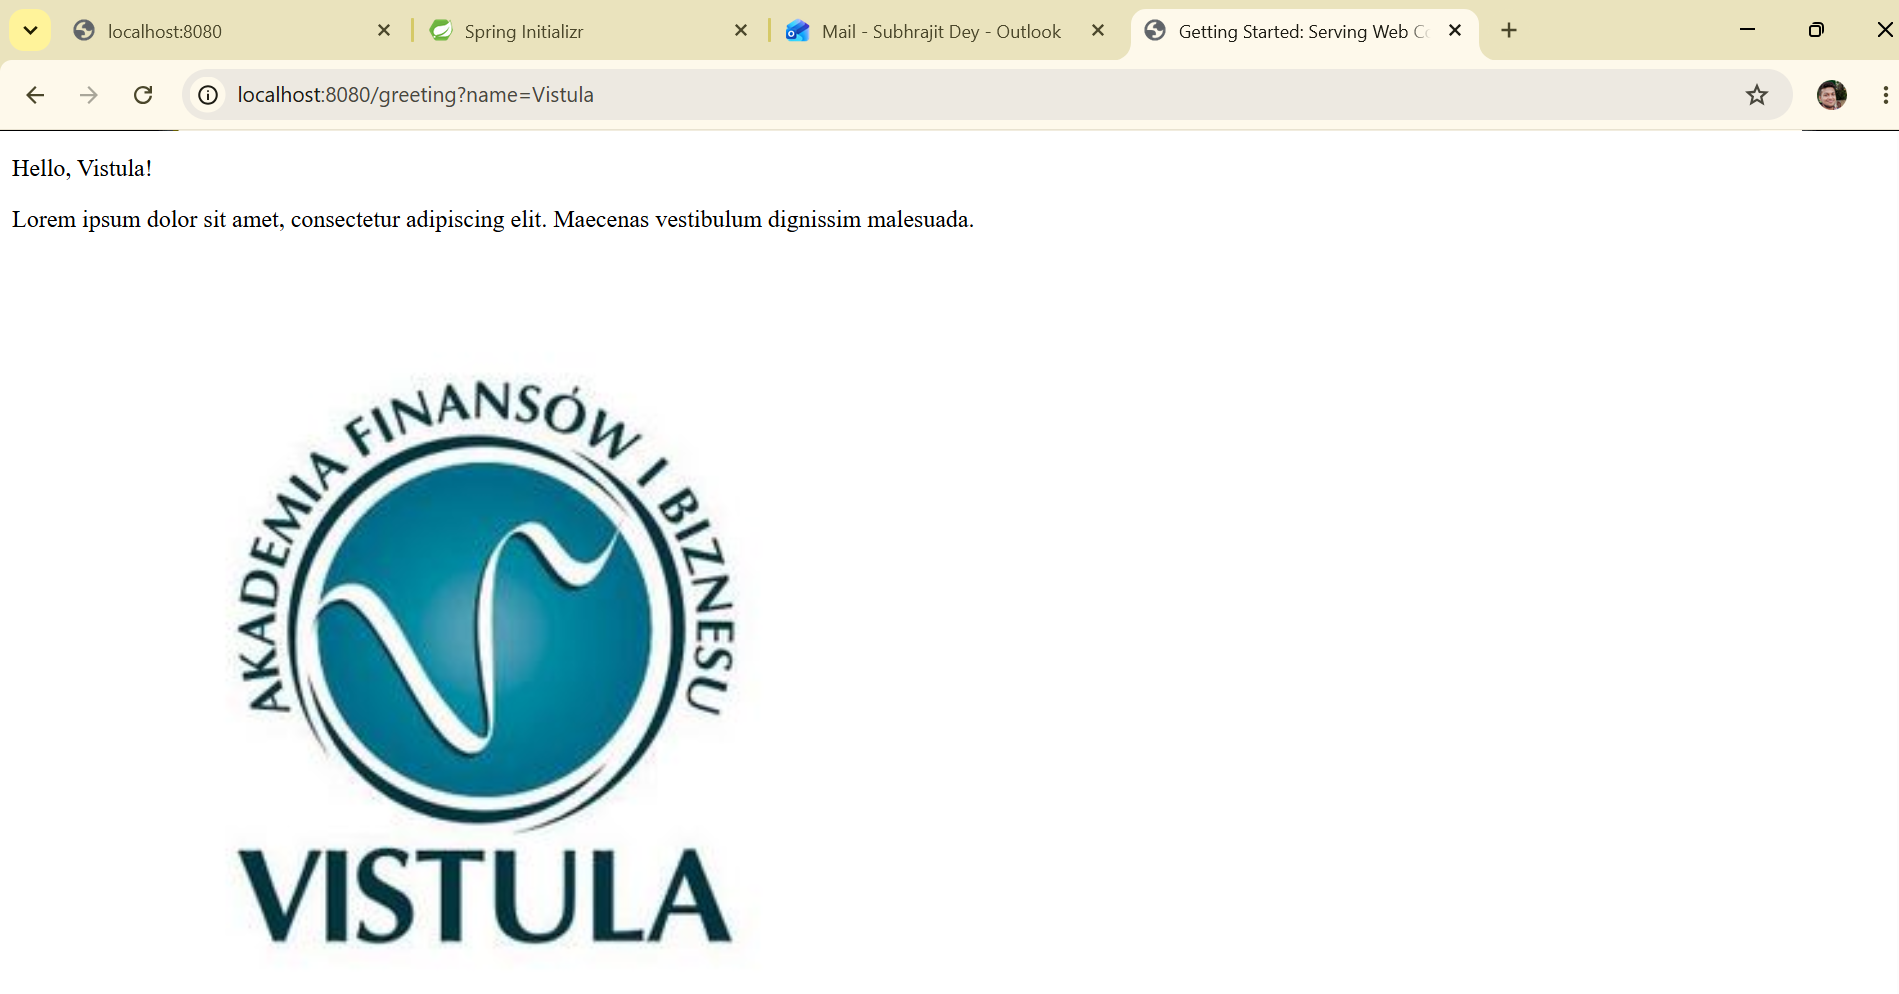 localhost:8080
Spring Initializr
Mail - Subhrajit Dey - Outlook
Getting Started: Serving Web C
localhost:8080/greeting?name=Vistula
Hello, Vistula!
Lorem ipsum dolor sit amet, consectetur adipiscing elit. Maecenas vestibulum dignissim malesuada.
AKADEMIA FINANSÓW I BIZNESU
VISTULA